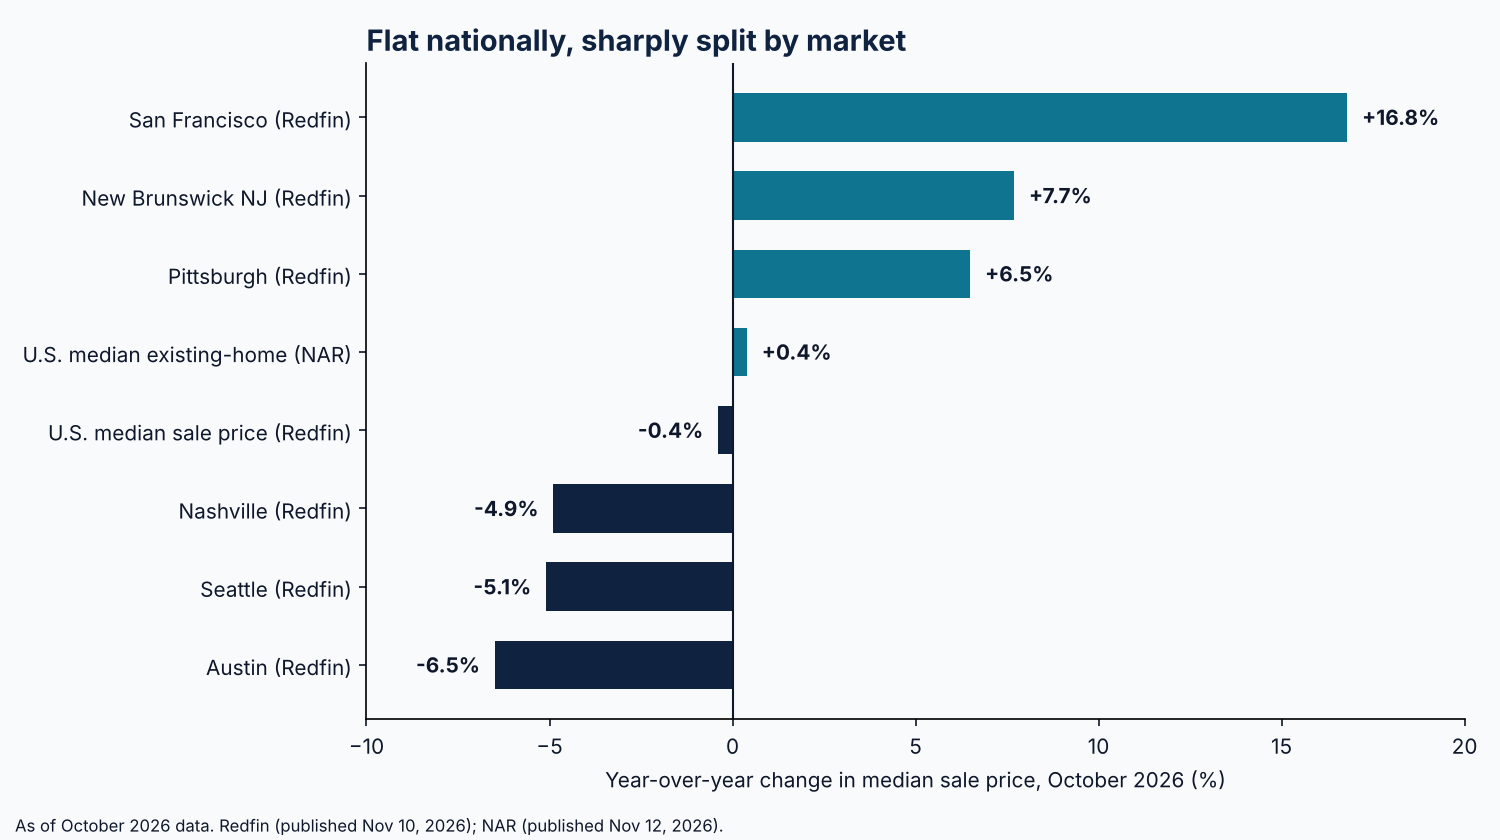 Flat nationally, sharply split by market
San Francisco (Redfin)
+16.8%
New Brunswick NJ (Redfin)
+7.7%
Pittsburgh (Redfin)
+6.5%
U.S. median existing-home (NAR)
+0.4%
U.S. median sale price (Redfin)
-0.4%
Nashville (Redfin)
-4.9%
Seattle (Redfin)
-5.1%
Austin (Redfin)
-6.5%
−10 −5 0 5 10 15 20
Year-over-year change in median sale price, October 2026 (%)
As of October 2026 data. Redfin (published Nov 10, 2026); NAR (published Nov 12, 2026).